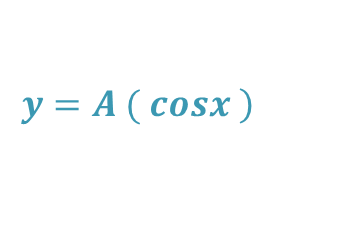 y = A ( cosx )